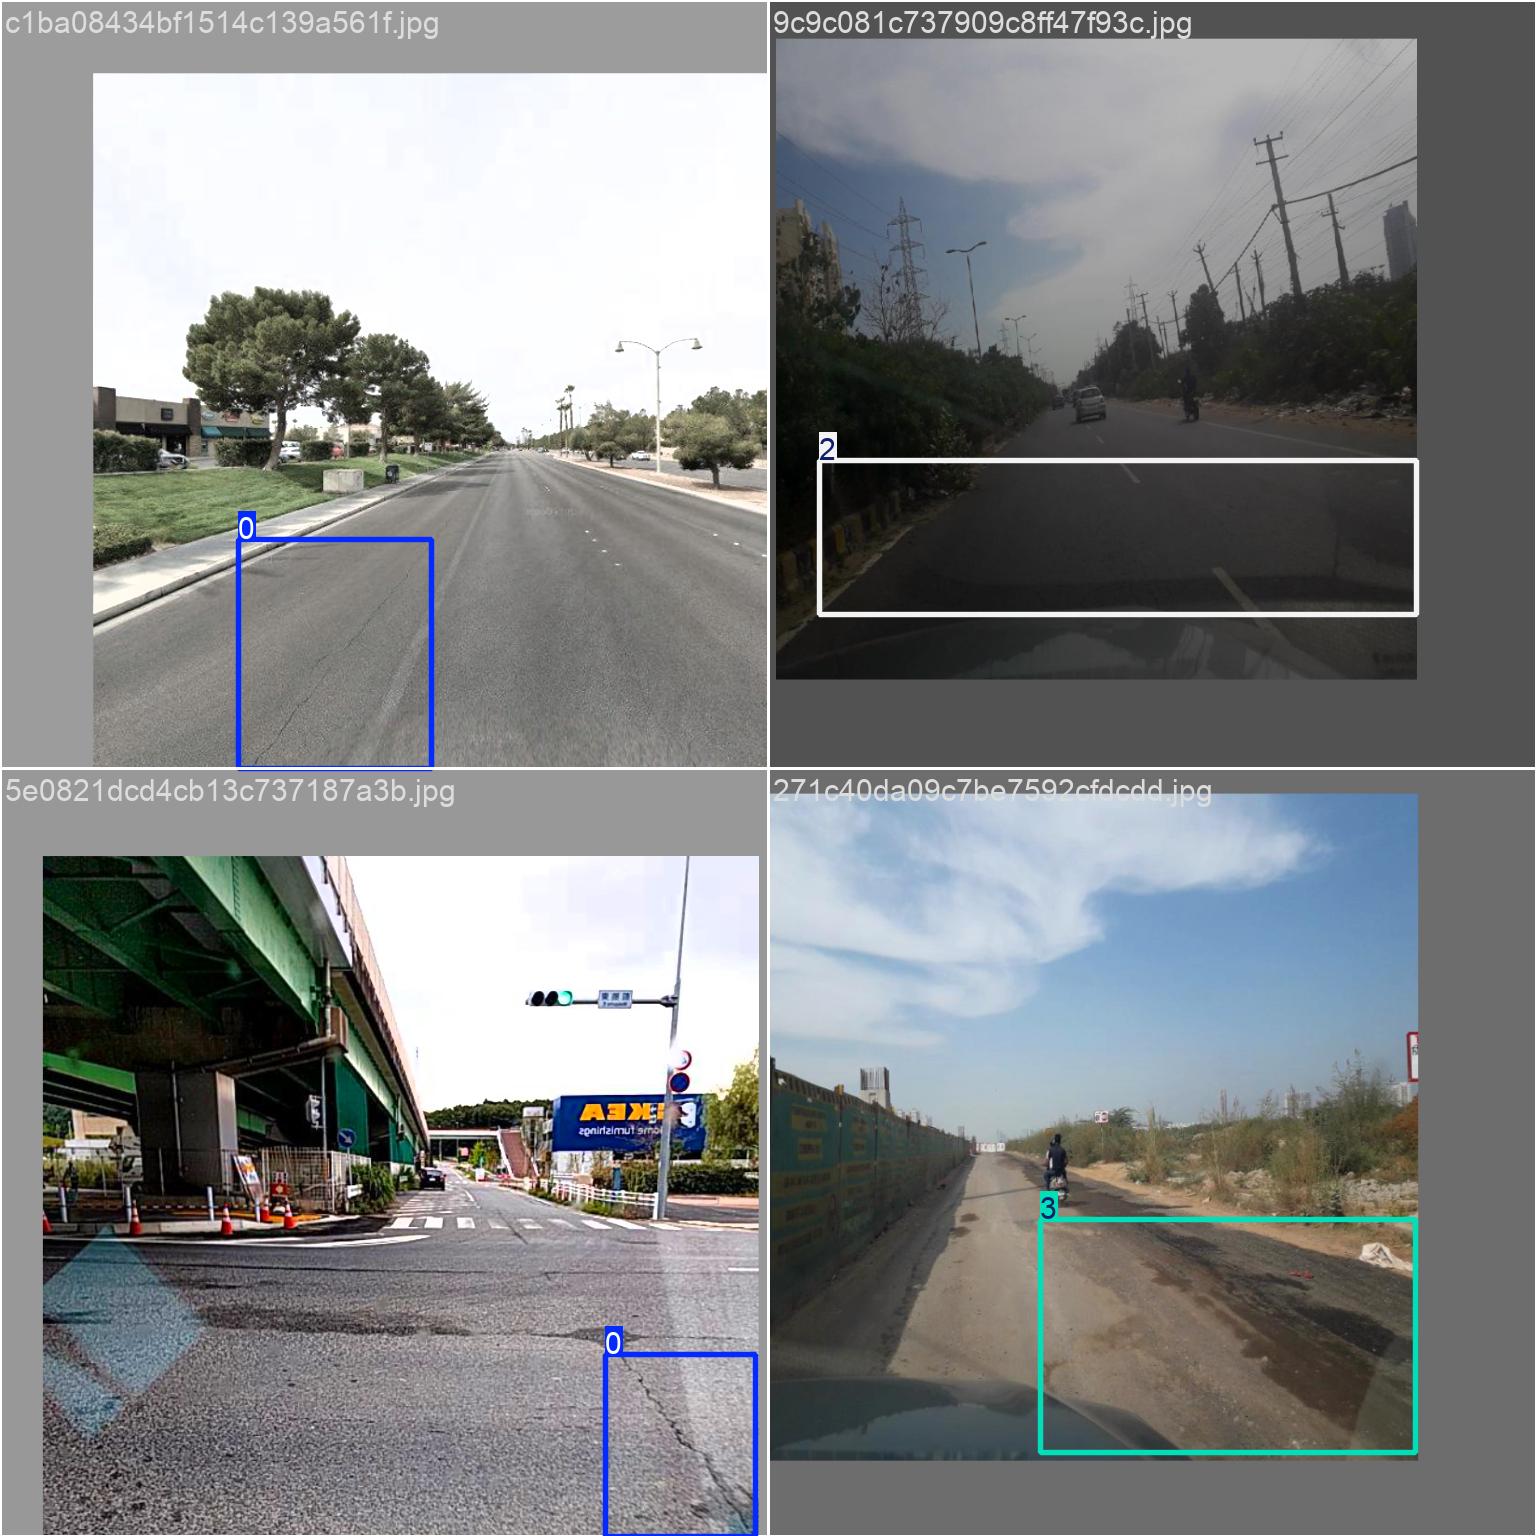 c1ba08434bf1514c139a561f.jpg
9c9c081c737909c8ff47f93c.jpg
2
0
5e0821dcd4cb13c737187a3b.jpg
271c40da09c7be7592cfdcdd.jpg
IKEA
Home furnishings
3
0